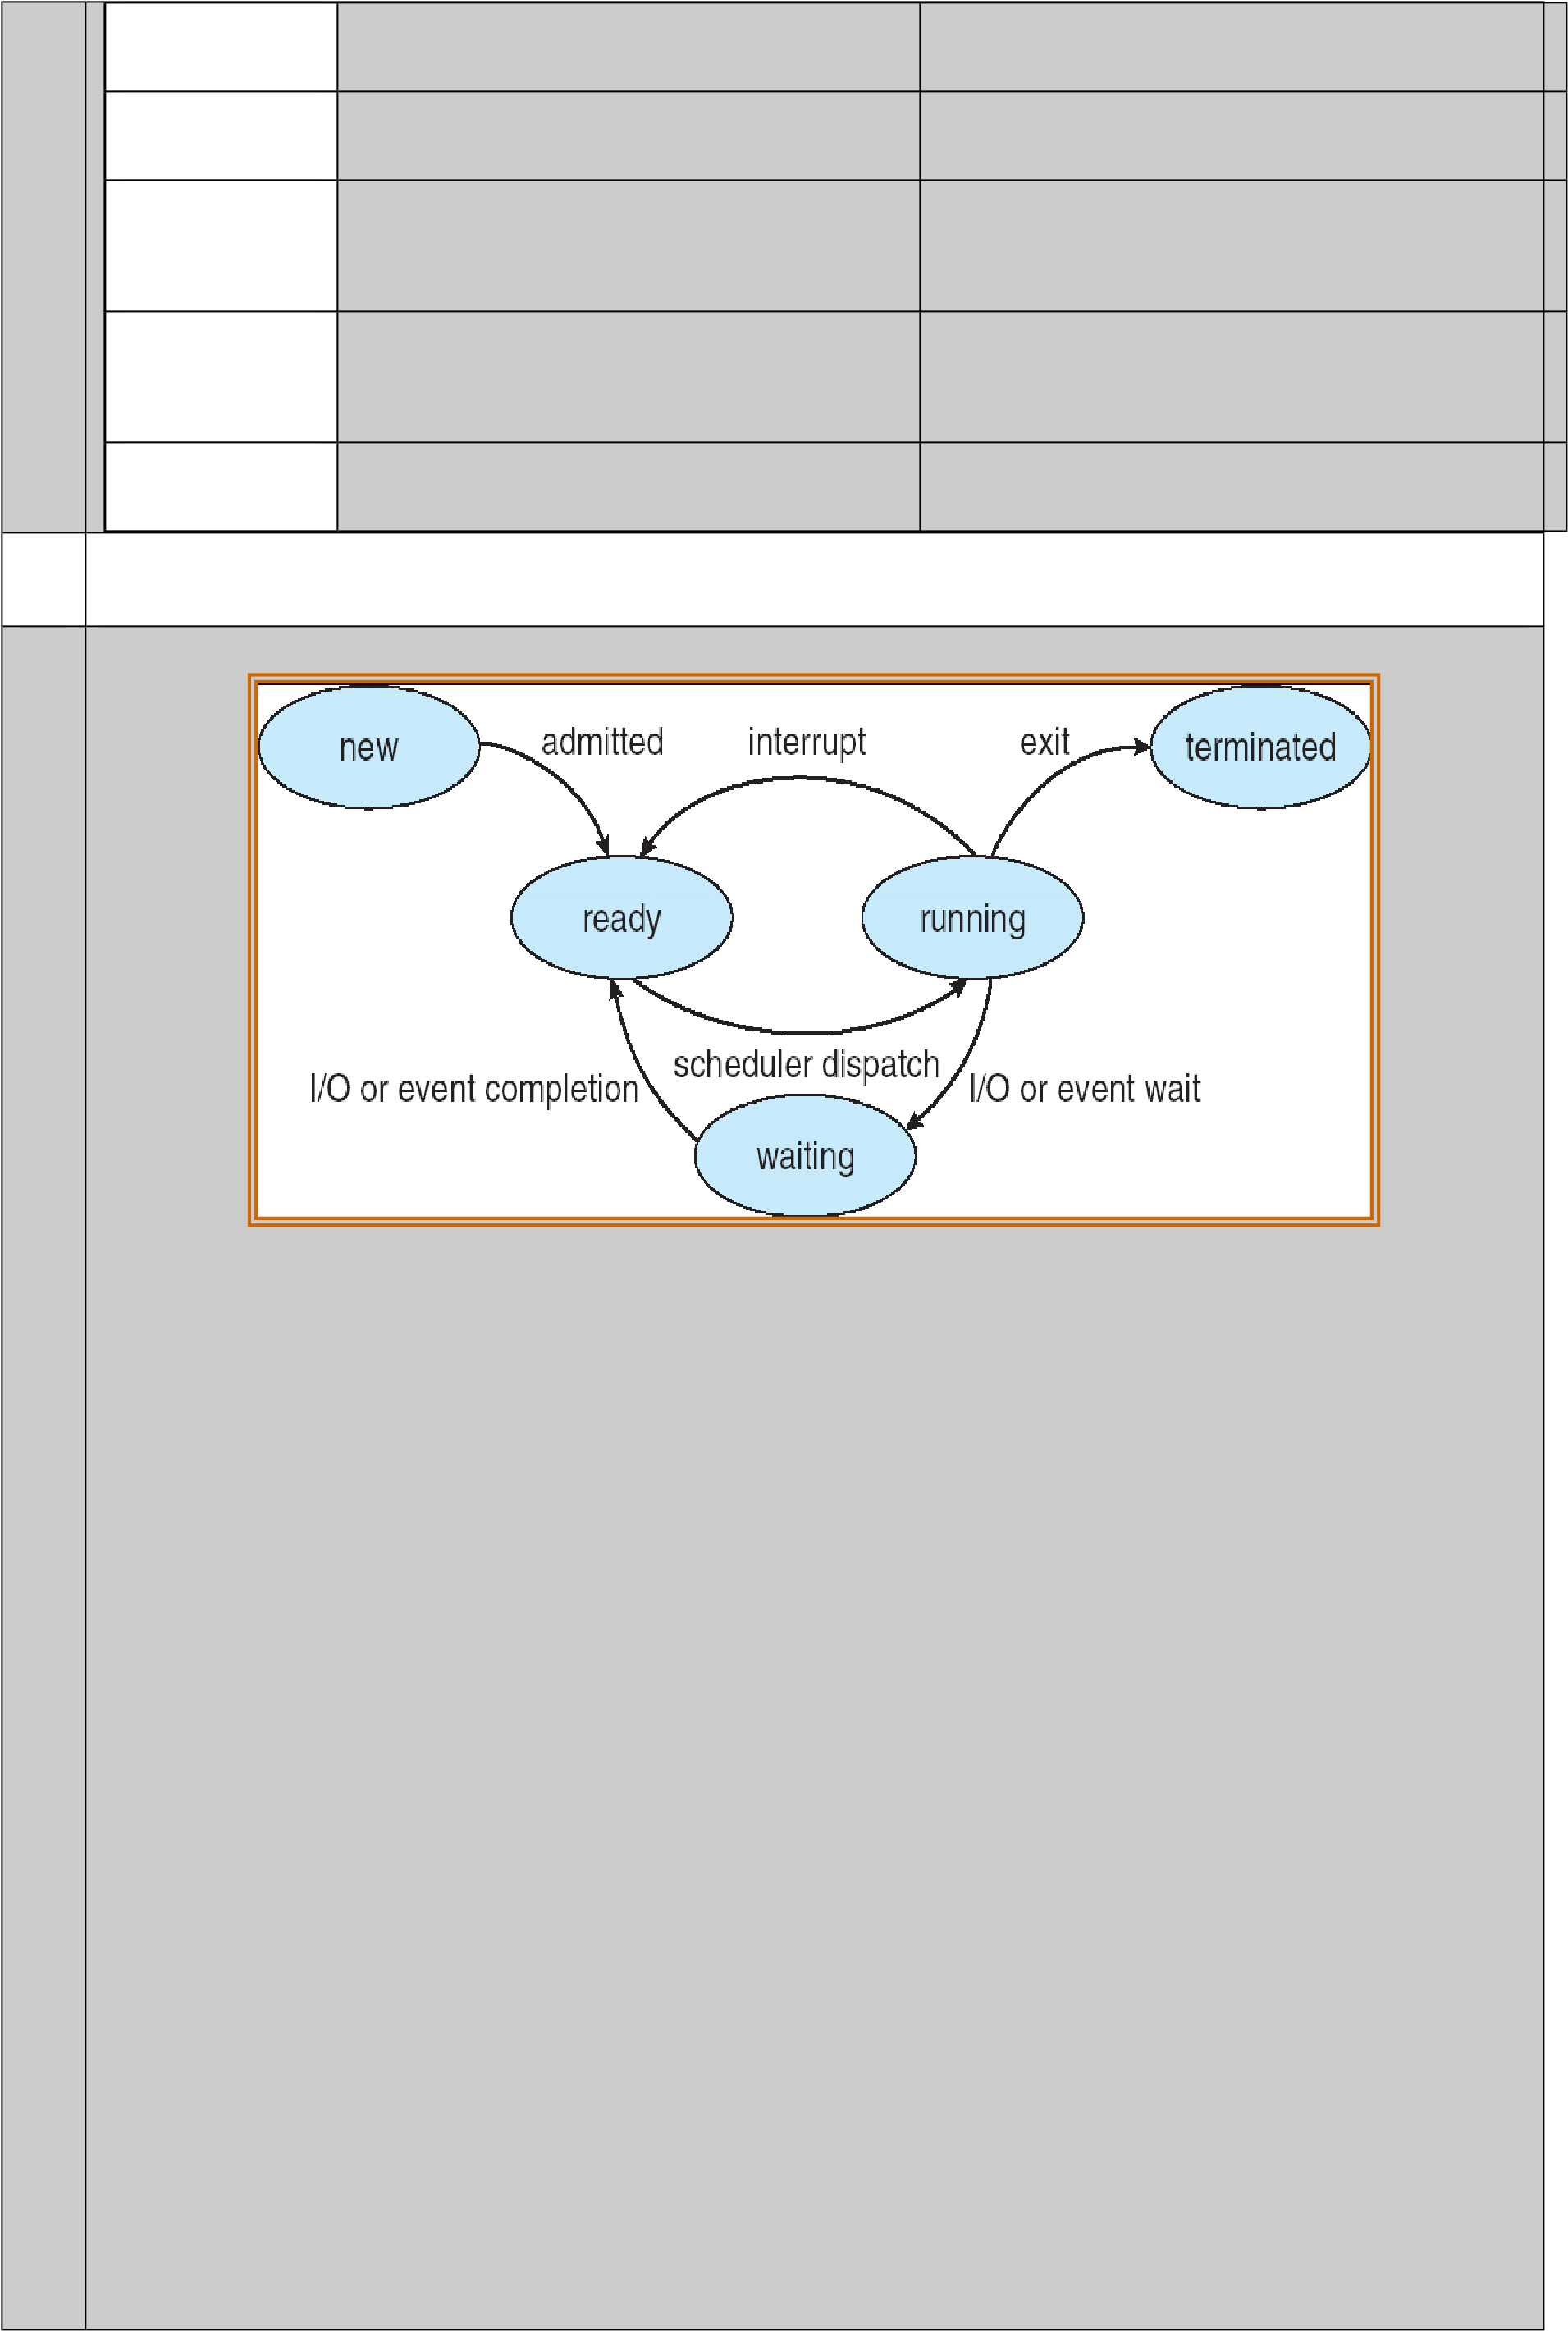 new
admitted
interrupt
exit
terminated
ready
running
scheduler dispatch
I/O or event completion
I/O or event wait
waiting